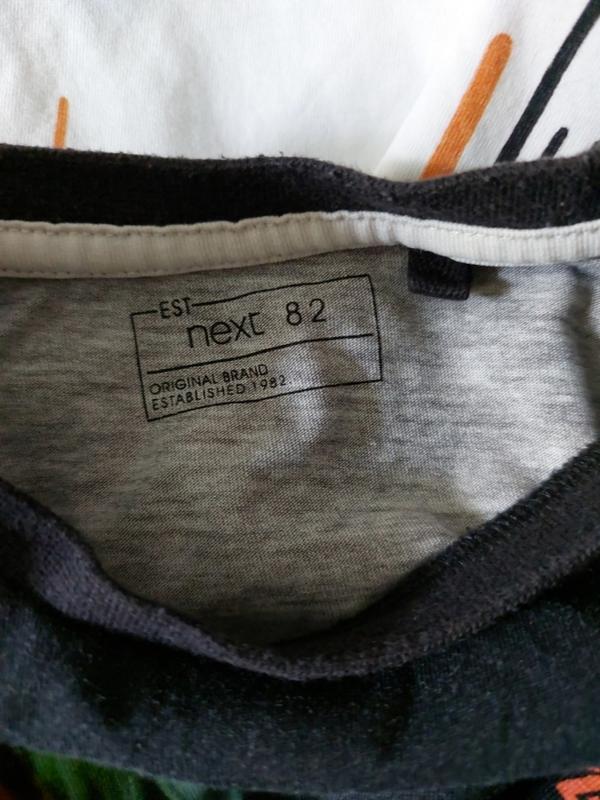 EST
next 82
ORIGINAL BRAND
ESTABLISHED 1982